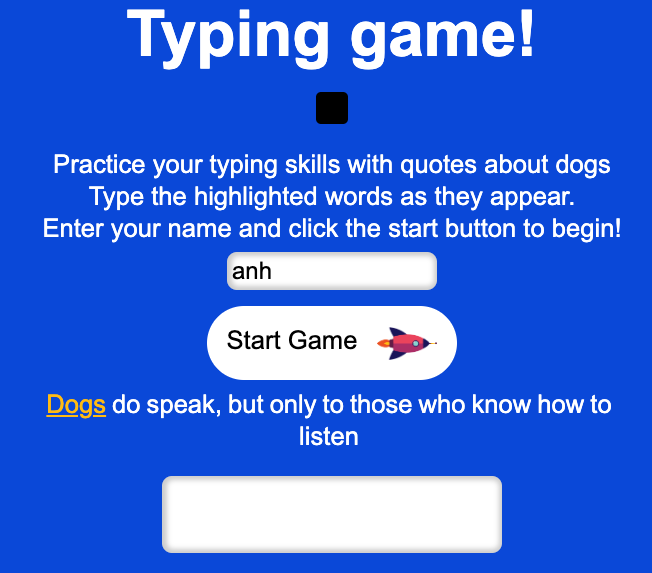 Typing game!
Practice your typing skills with quotes about dogs
Type the highlighted words as they appear.
Enter your name and click the start button to begin!
anh
Start Game
Dogs do speak, but only to those who know how to
listen